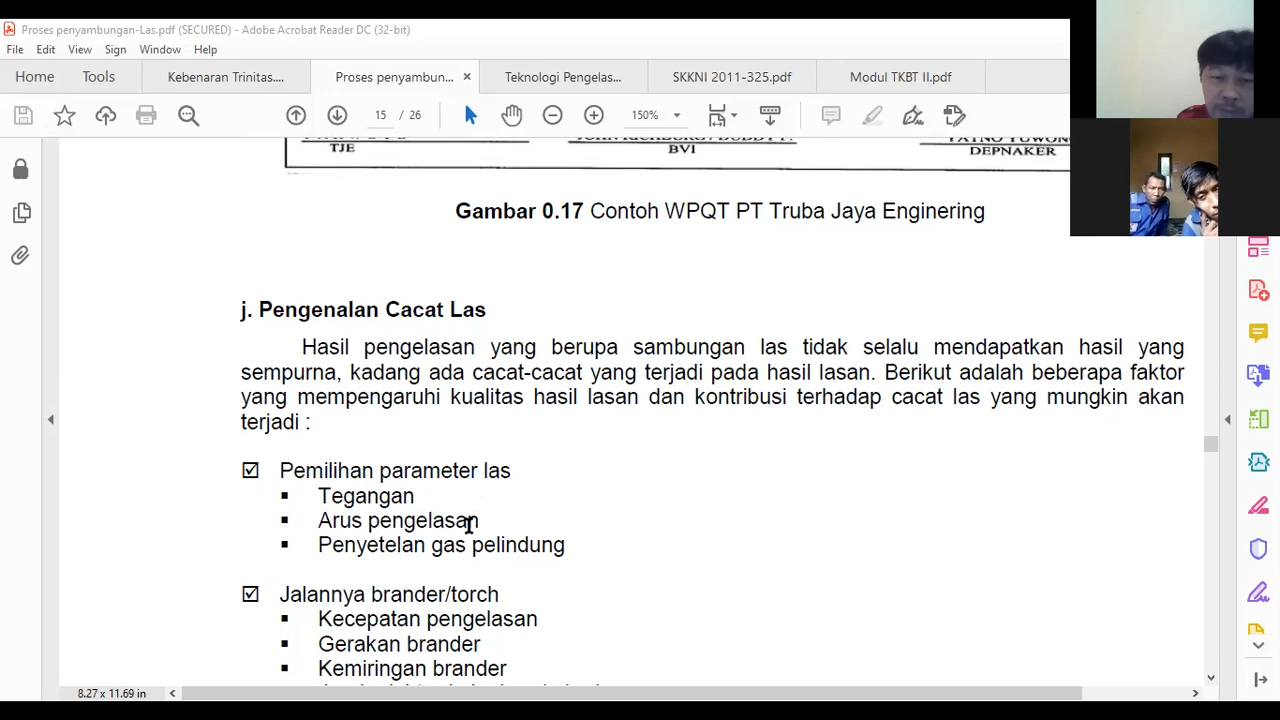 Proses penyambungan-Las.pdf (SECURED) - Adobe Acrobat Reader DC (32-bit)
File Edit View Sign Window Help
Home Tools Kebenaran Trinitas.... Proses penyambun... × Teknologi Pengelas... SKKNI 2011-325.pdf Modul TKBT II.pdf
15 / 26 150%
TJE BVI DEPNAKER
Gambar 0.17 Contoh WPQT PT Truba Jaya Enginering
j. Pengenalan Cacat Las
Hasil pengelasan yang berupa sambungan las tidak selalu mendapatkan hasil yang
sempurna, kadang ada cacat-cacat yang terjadi pada hasil lasan. Berikut adalah beberapa faktor
yang mempengaruhi kualitas hasil lasan dan kontribusi terhadap cacat las yang mungkin akan
terjadi :
☑ Pemilihan parameter las
▪ Tegangan
▪ Arus pengelasan
▪ Penyetelan gas pelindung
☑ Jalannya brander/torch
▪ Kecepatan pengelasan
▪ Gerakan brander
▪ Kemiringan brander
8.27 x 11.69 in